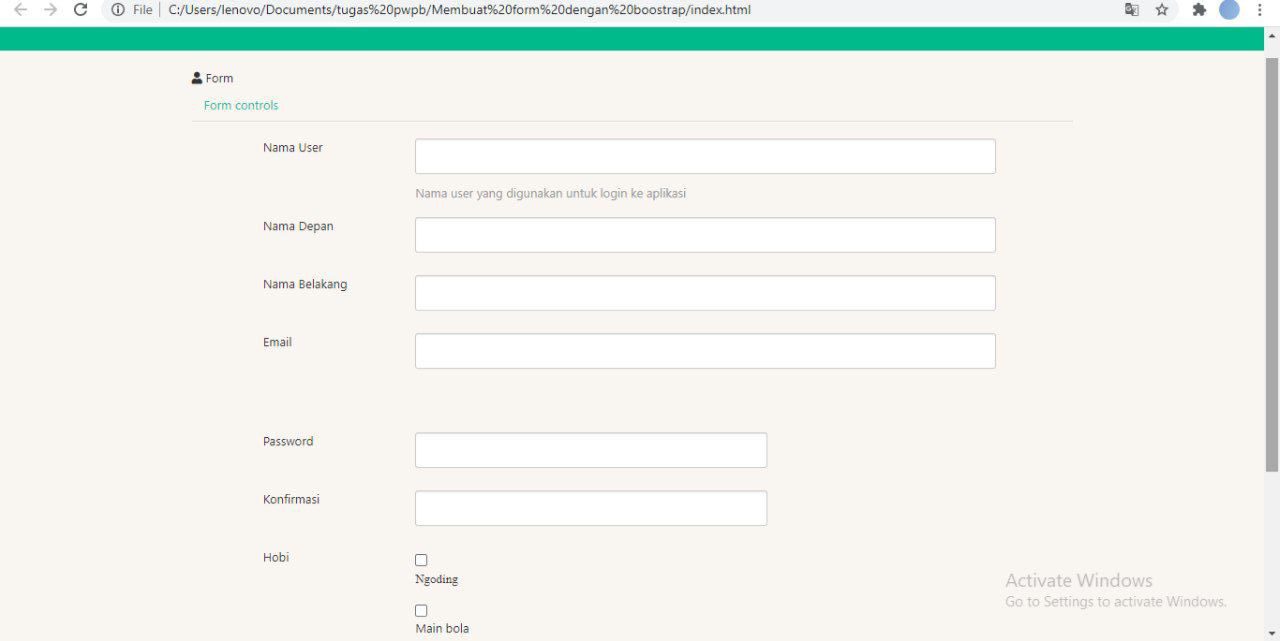 File C:/Users/lenovo/Documents/tugas%20pwpb/Membuat%20form%20dengan%20boostrap/index.html
Form
Form controls
Nama User
Nama user yang digunakan untuk login ke aplikasi
Nama Depan
Nama Belakang
Email
Password
Konfirmasi
Hobi
Ngoding
Main bola
Activate Windows
Go to Settings to activate Windows.